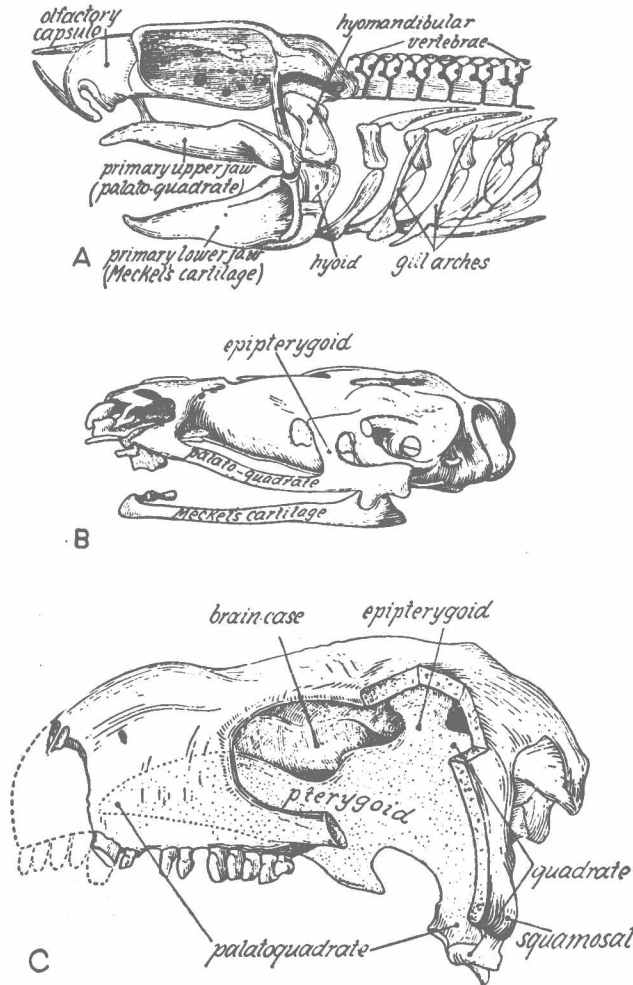 olfactory
capsule
hyomandibular
vertebrae
primary upper jaw
(palato-quadrate)
primary lower jaw
(Meckel's cartilage)
hyoid
gill arches
A
epipterygoid
palato-quadrate
Meckel's cartilage
B
brain-case
epipterygoid
pterygoid
quadrate
squamosal
palatoquadrate
C